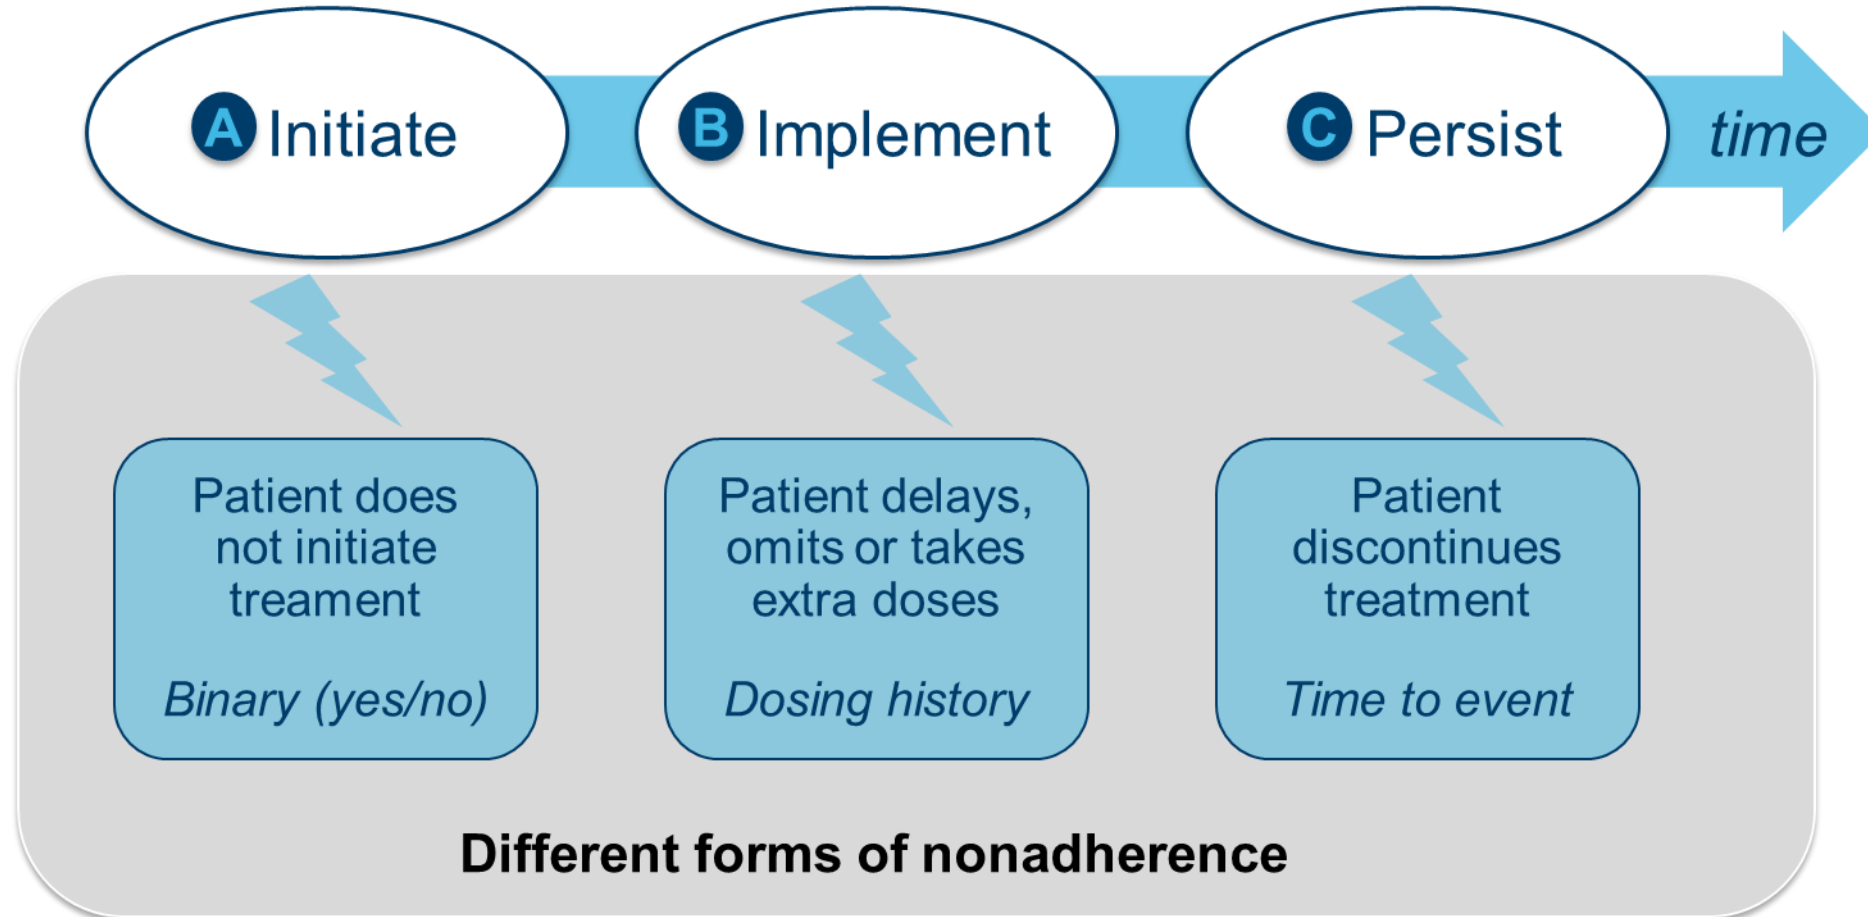 A Initiate
B Implement
C Persist
time
Patient does
not initiate
treament
Binary (yes/no)
Patient delays,
omits or takes
extra doses
Dosing history
Patient
discontinues
treatment
Time to event
Different forms of nonadherence